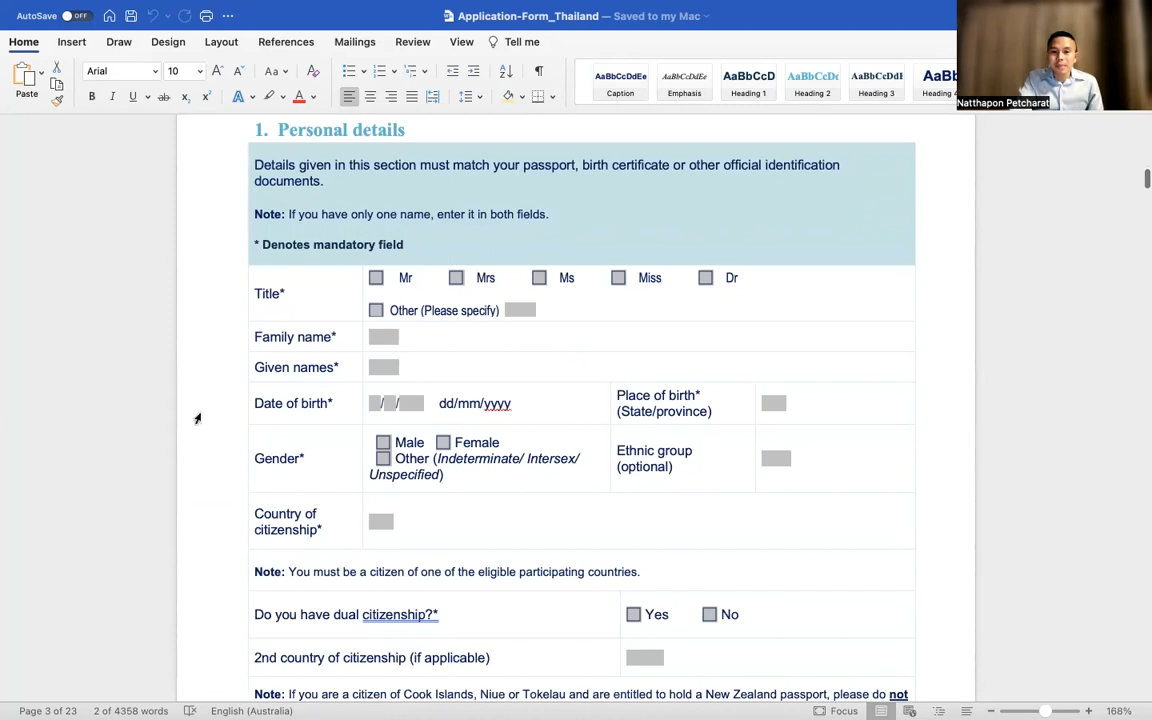 AutoSave OFF
Application-Form_Thailand — Saved to my Mac
Home Insert Draw Design Layout References Mailings Review View Tell me
Paste
Arial 10
Aa
AaBbCcDdEe AaBbCcDdEe AaBbCcD AaBbCcDc AaBbCcDdE AaBb
Caption Emphasis Heading 1 Heading 2 Heading 3 Heading 4
Natthapon Petcharat
1. Personal details
Details given in this section must match your passport, birth certificate or other official identification
documents.
Note: If you have only one name, enter it in both fields.
* Denotes mandatory field
Title*
Mr Mrs Ms Miss Dr
Other (Please specify)
Family name*
Given names*
Date of birth* / / dd/mm/yyyy
Place of birth*
(State/province)
Gender*
Male Female
Other (Indeterminate/ Intersex/
Unspecified)
Ethnic group
(optional)
Country of
citizenship*
Note: You must be a citizen of one of the eligible participating countries.
Do you have dual citizenship?* Yes No
2nd country of citizenship (if applicable)
Note: If you are a citizen of Cook Islands, Niue or Tokelau and are entitled to hold a New Zealand passport, please do not
Page 3 of 23 2 of 4358 words English (Australia) Focus 168%